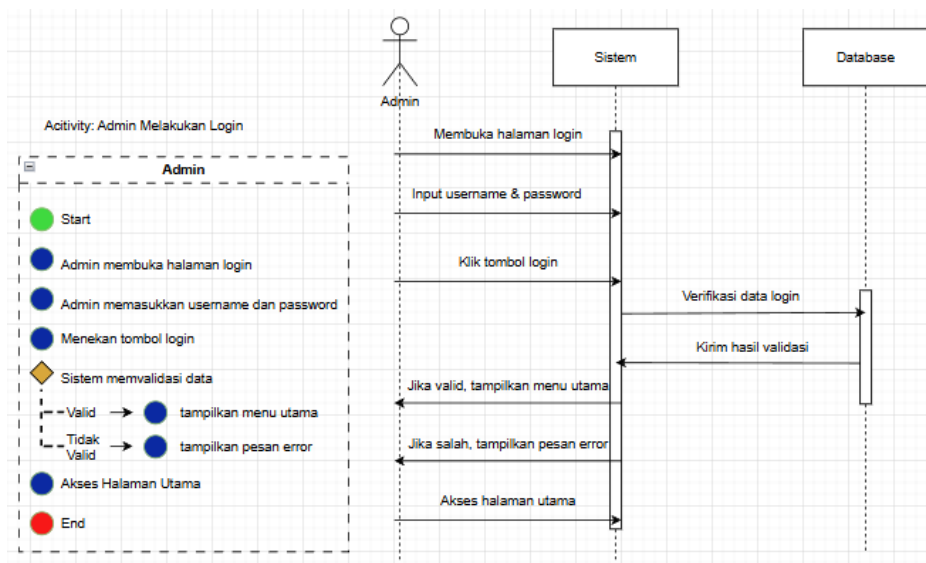 Acitivity: Admin Melakukan Login
Admin
Start
Admin membuka halaman login
Admin memasukkan username dan password
Menekan tombol login
Sistem memvalidasi data
Valid
tampilkan menu utama
Tidak
Valid
tampilkan pesan error
Akses Halaman Utama
End
Admin
Sistem
Database
Membuka halaman login
Input username & password
Klik tombol login
Verifikasi data login
Kirim hasil validasi
Jika valid, tampilkan menu utama
Jika salah, tampilkan pesan error
Akses halaman utama